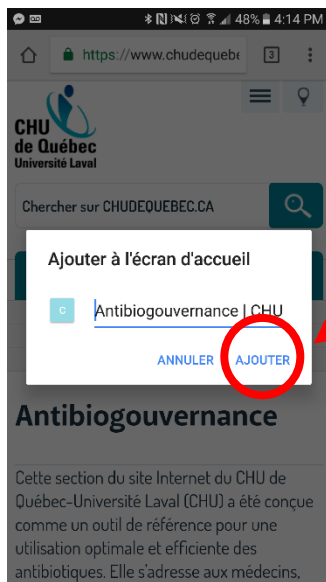 48% 4:14 PM
https://www.chudequebe 3
CHU
de Québec
Université Laval
Chercher sur CHUDEQUEBEC.CA
Ajouter à l'écran d'accueil
C Antibiogouvernance | CHU
ANNULER AJOUTER
Antibiogouvernance
Cette section du site Internet du CHU de
Québec-Université Laval (CHU) a été conçue
comme un outil de référence pour une
utilisation optimale et efficiente des
antibiotiques. Elle s'adresse aux médecins,